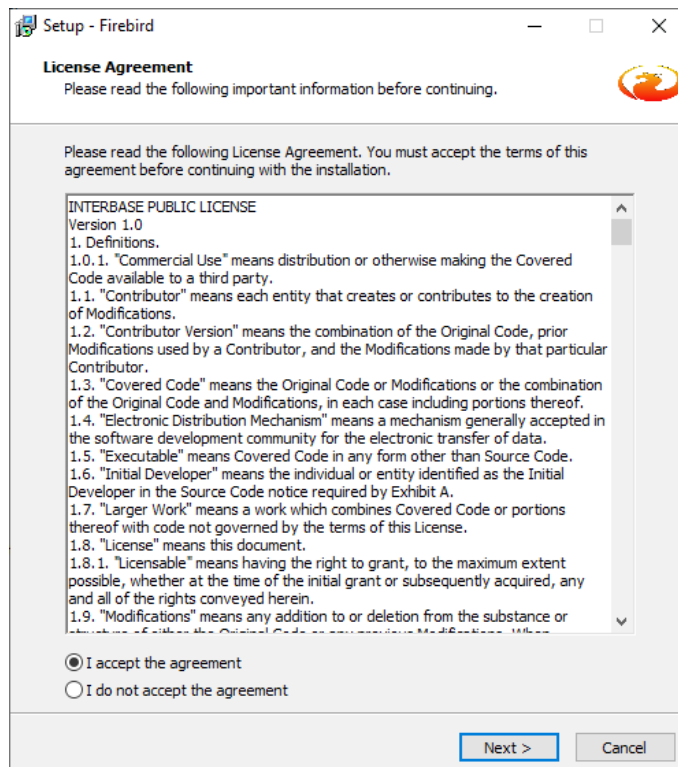 Setup - Firebird
License Agreement
Please read the following important information before continuing.
Please read the following License Agreement. You must accept the terms of this
agreement before continuing with the installation.
INTERBASE PUBLIC LICENSE
Version 1.0
1. Definitions.
1.0.1. "Commercial Use" means distribution or otherwise making the Covered
Code available to a third party.
1.1. "Contributor" means each entity that creates or contributes to the creation
of Modifications.
1.2. "Contributor Version" means the combination of the Original Code, prior
Modifications used by a Contributor, and the Modifications made by that particular
Contributor.
1.3. "Covered Code" means the Original Code or Modifications or the combination
of the Original Code and Modifications, in each case including portions thereof.
1.4. "Electronic Distribution Mechanism" means a mechanism generally accepted in
the software development community for the electronic transfer of data.
1.5. "Executable" means Covered Code in any form other than Source Code.
1.6. "Initial Developer" means the individual or entity identified as the Initial
Developer in the Source Code notice required by Exhibit A.
1.7. "Larger Work" means a work which combines Covered Code or portions
thereof with code not governed by the terms of this License.
1.8. "License" means this document.
1.8.1. "Licensable" means having the right to grant, to the maximum extent
possible, whether at the time of the initial grant or subsequently acquired, any
and all of the rights conveyed herein.
1.9. "Modifications" means any addition to or deletion from the substance or
structure of either the Original Code or any previous Modifications. When
I accept the agreement
I do not accept the agreement
Next >
Cancel